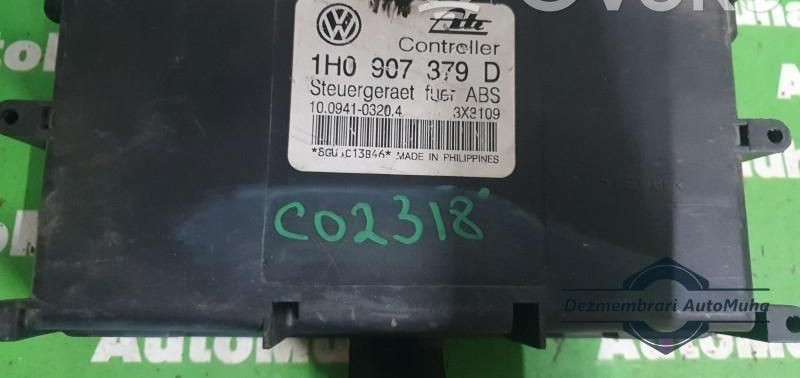 Ate
Controller
1H0 907 379 D
Steuergeraet fuer ABS
10.0941-0320.4 3X3109
MADE IN PHILIPPINES
C02318
Dezmembrari AutoMuha
AutoMuha